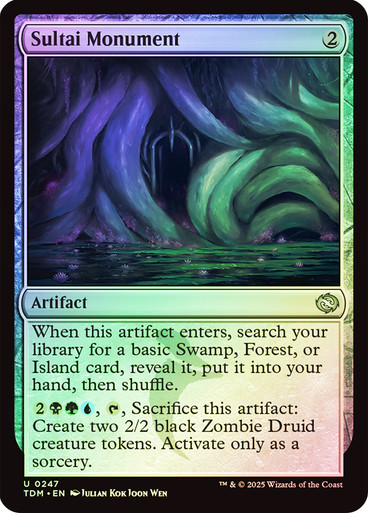 Sultai Monument 2
Artifact
When this artifact enters, search your
library for a basic Swamp, Forest, or
Island card, reveal it, put it into your
hand, then shuffle.
2 , , Sacrifice this artifact:
Create two 2/2 black Zombie Druid
creature tokens. Activate only as a
sorcery.
U 0247
TDM • EN Julian Kok Joon Wen
™ & © 2025 Wizards of the Coast